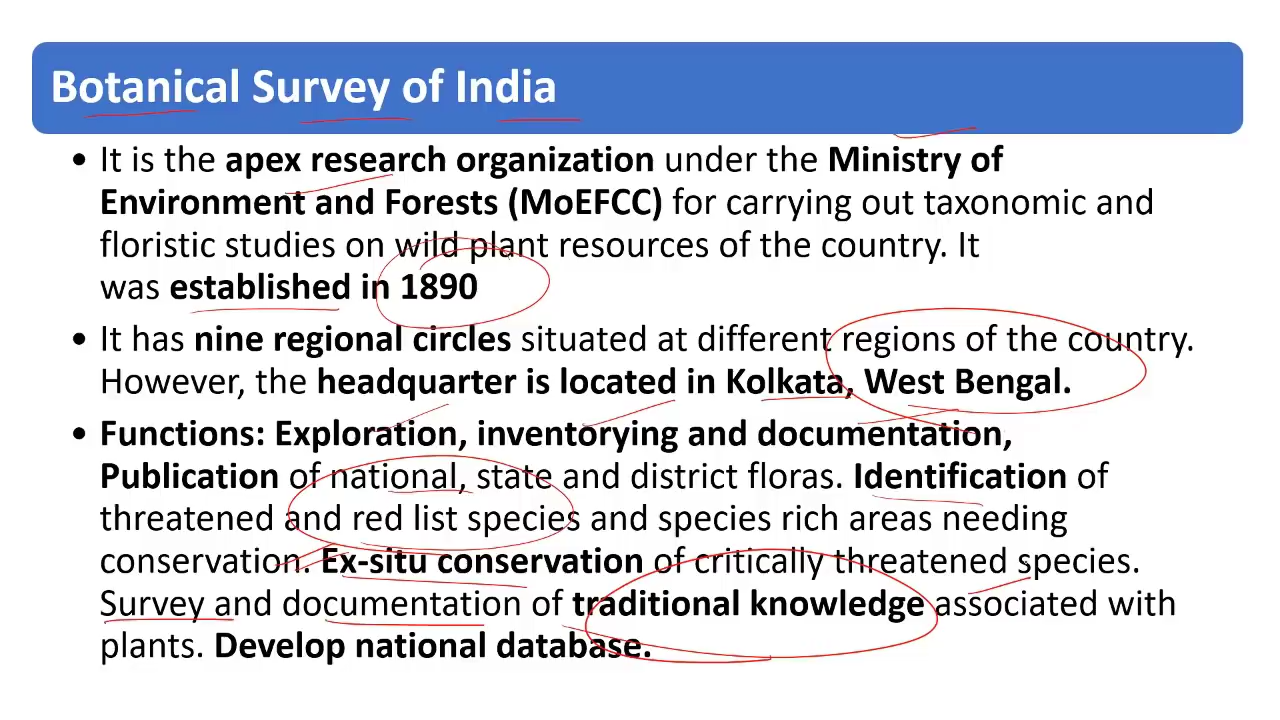 Botanical Survey of India
• It is the apex research organization under the Ministry of
Environment and Forests (MoEFCC) for carrying out taxonomic and
floristic studies on wild plant resources of the country. It
was established in 1890
• It has nine regional circles situated at different regions of the country.
However, the headquarter is located in Kolkata, West Bengal.
• Functions: Exploration, inventorying and documentation,
Publication of national, state and district floras. Identification of
threatened and red list species and species rich areas needing
conservation. Ex-situ conservation of critically threatened species.
Survey and documentation of traditional knowledge associated with
plants. Develop national database.